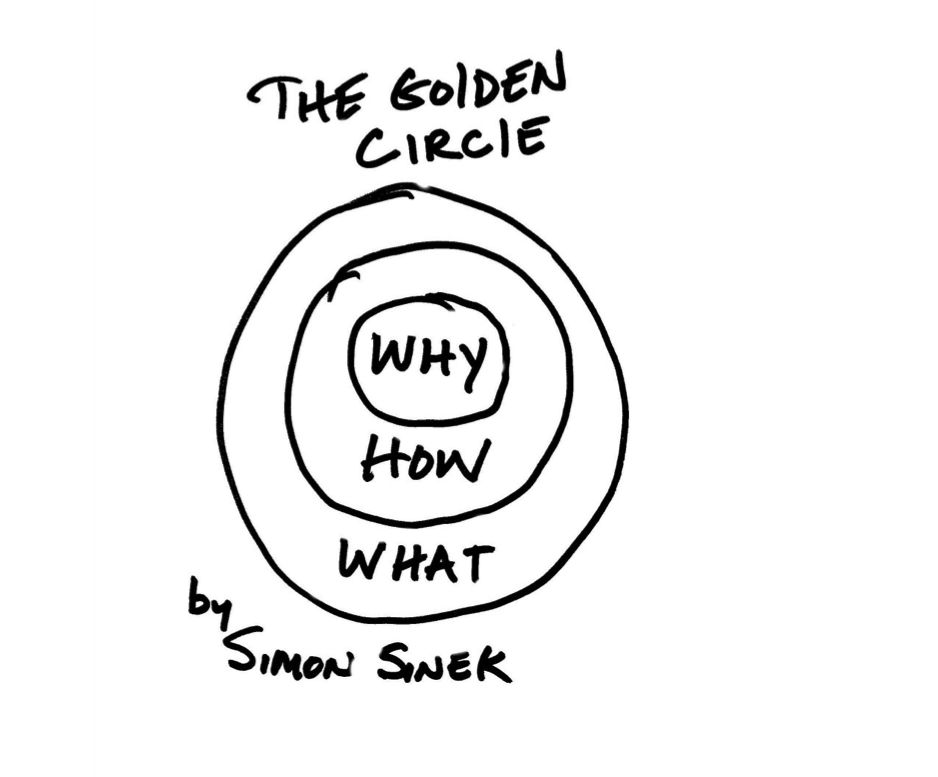 THE GOlDEN
CIRClE
WHY
HOW
WHAT
by
SIMON SINEK